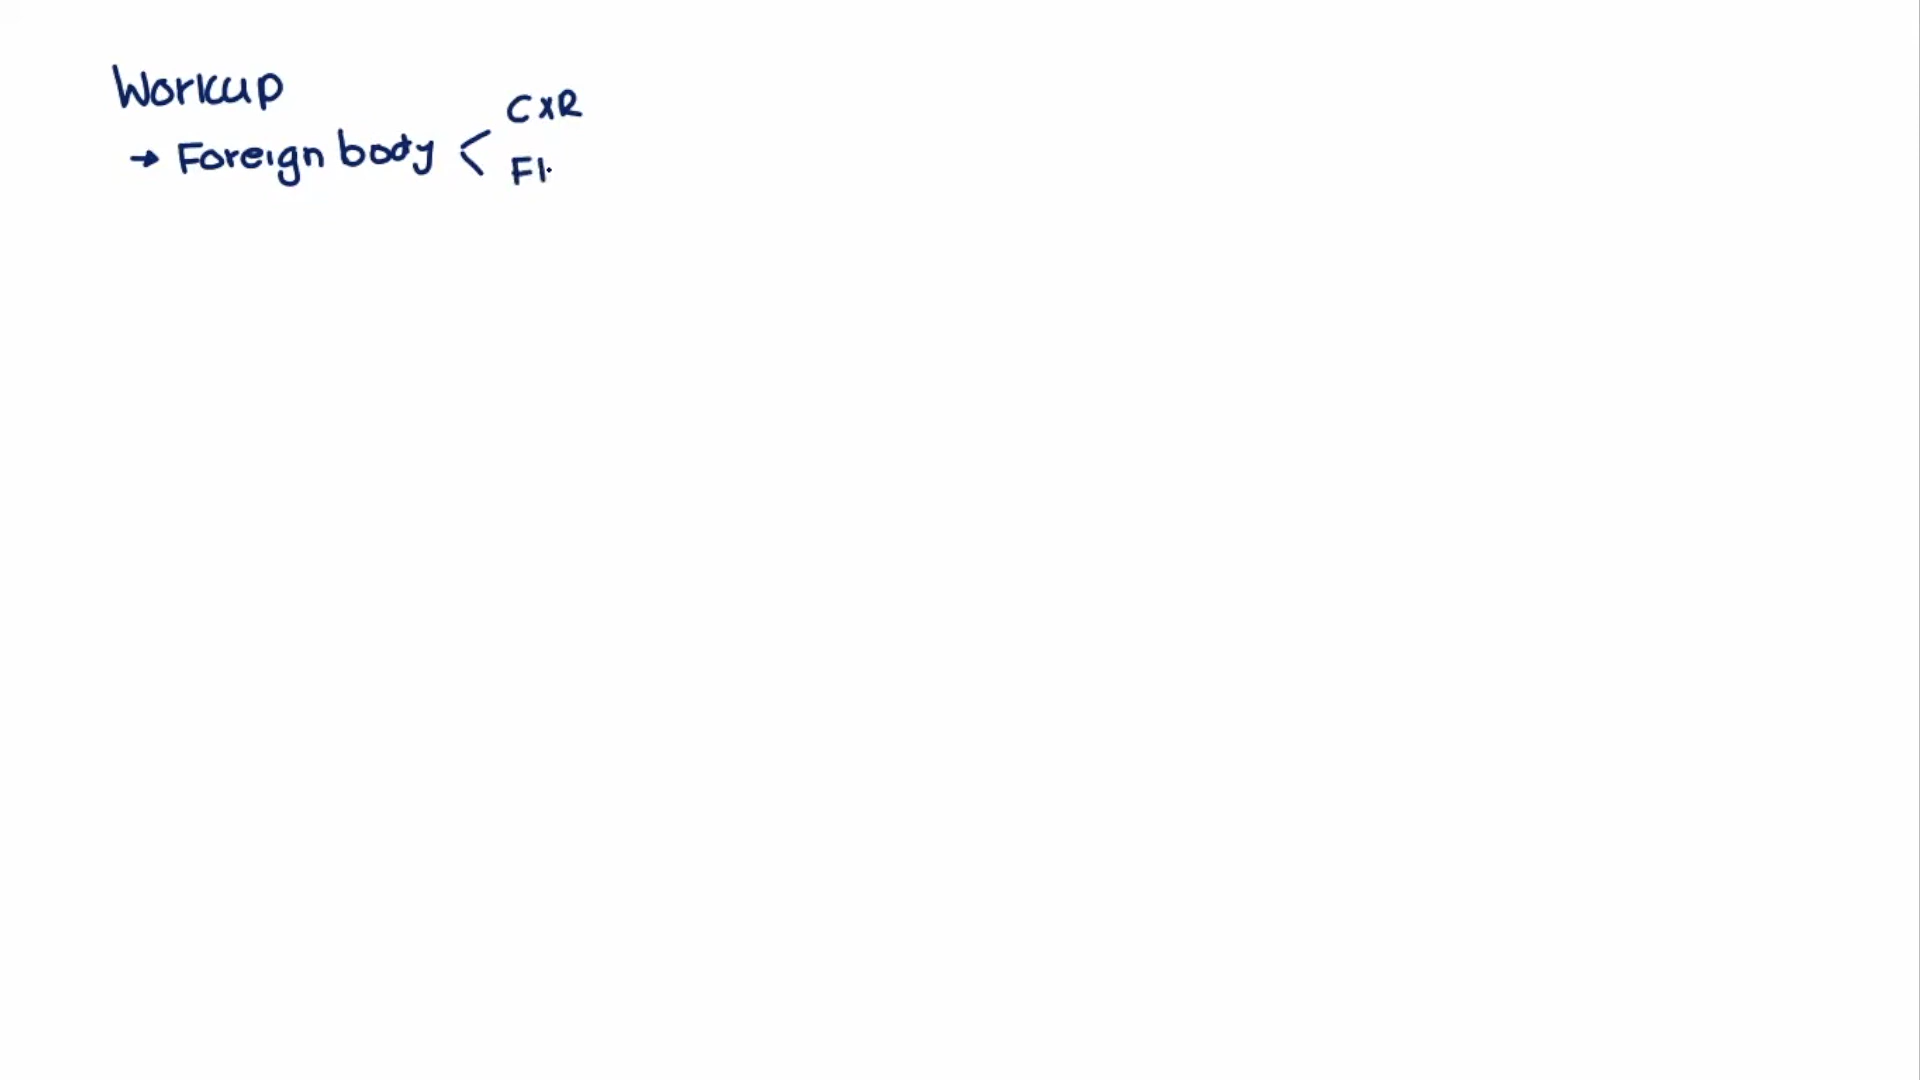 Workup
→ Foreign body < CXR
Fl